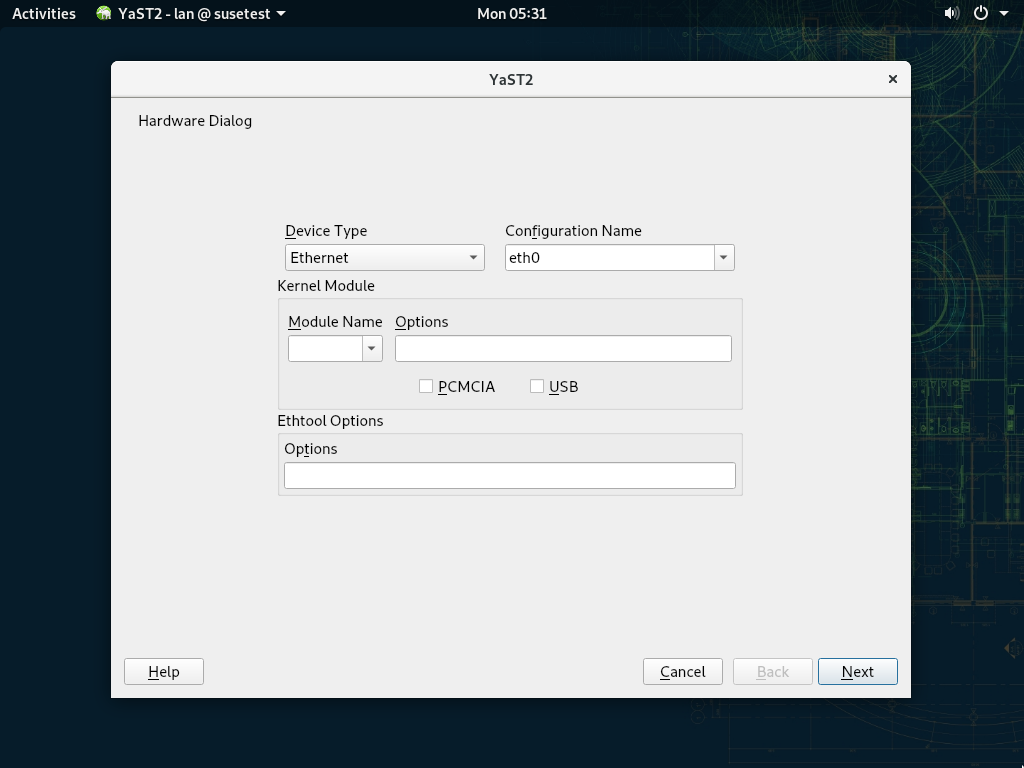 Activities YaST2 - lan @ susetest Mon 05:31
YaST2
Hardware Dialog
Device Type Configuration Name
Ethernet eth0
Kernel Module
Module Name Options
PCMCIA USB
Ethtool Options
Options
Help Cancel Back Next